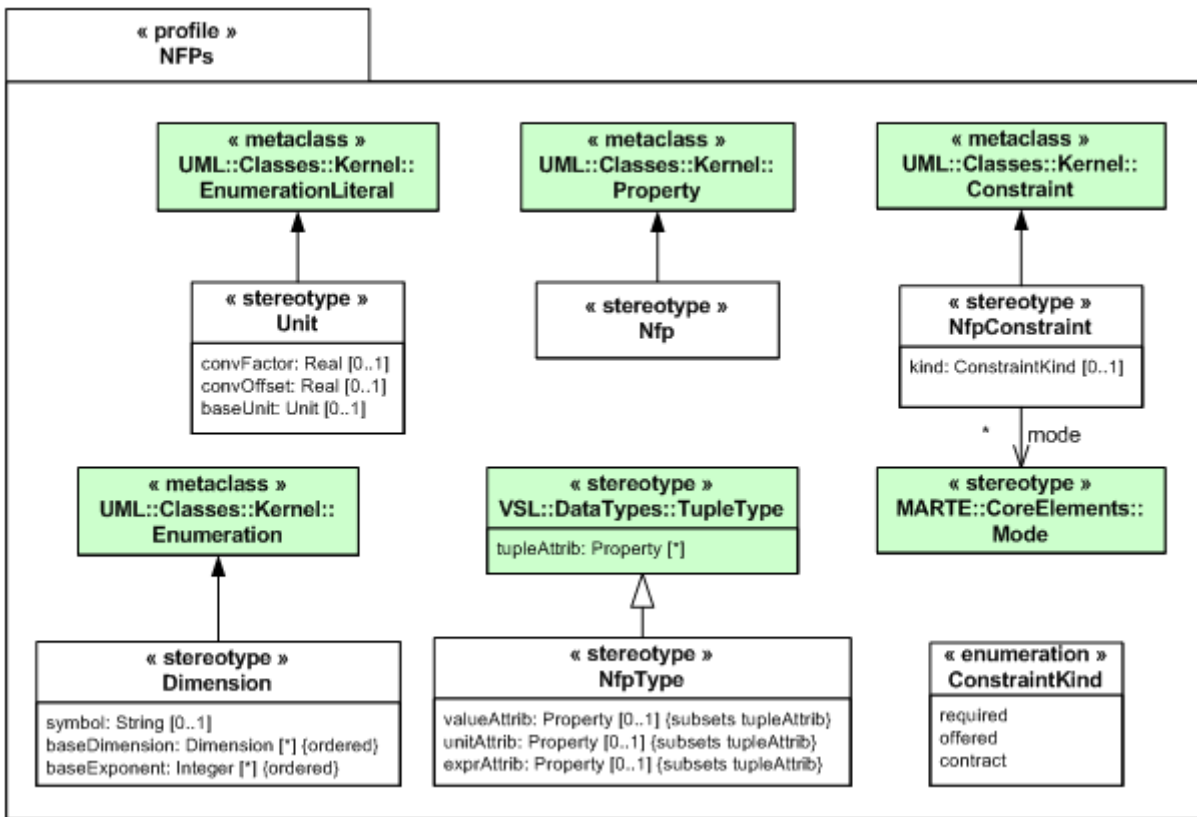 « profile »
NFPs
« metaclass »
UML::Classes::Kernel::
EnumerationLiteral
« metaclass »
UML::Classes::Kernel::
Property
« metaclass »
UML::Classes::Kernel::
Constraint
« stereotype »
Unit
convFactor: Real [0..1]
convOffset: Real [0..1]
baseUnit: Unit [0..1]
« stereotype »
Nfp
« stereotype »
NfpConstraint
kind: ConstraintKind [0..1]
* mode
« metaclass »
UML::Classes::Kernel::
Enumeration
« stereotype »
VSL::DataTypes::TupleType
tupleAttrib: Property [*]
« stereotype »
MARTE::CoreElements::
Mode
« stereotype »
Dimension
symbol: String [0..1]
baseDimension: Dimension [*] {ordered}
baseExponent: Integer [*] {ordered}
« stereotype »
NfpType
valueAttrib: Property [0..1] {subsets tupleAttrib}
unitAttrib: Property [0..1] {subsets tupleAttrib}
exprAttrib: Property [0..1] {subsets tupleAttrib}
« enumeration »
ConstraintKind
required
offered
contract